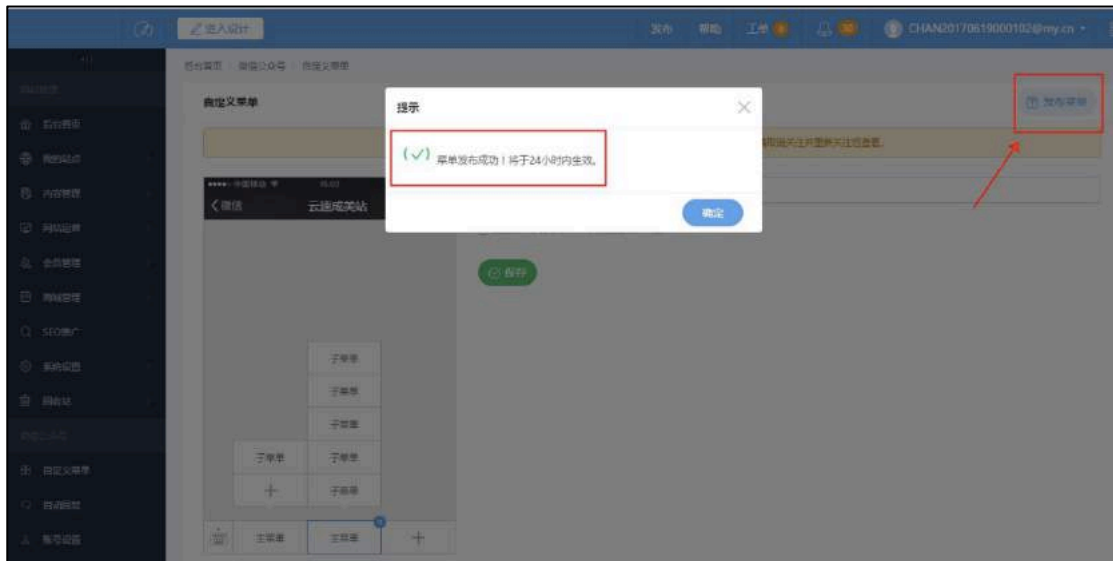 进入设计
发布 帮助 工单 CHAN20170619000102@my.cn
后台首页 微信公众号 自定义菜单
自定义菜单
发布菜单
提示
菜单发布成功！将于24小时内生效。
确定
中国移动
微信 云速成美站
保存
后台首页
我的站点
内容管理
网站运营
会员管理
商城管理
SEO推广
系统设置
回收站
自定义菜单
自动回复
账号设置
子菜单
子菜单
子菜单
子菜单 子菜单
子菜单
主菜单 主菜单